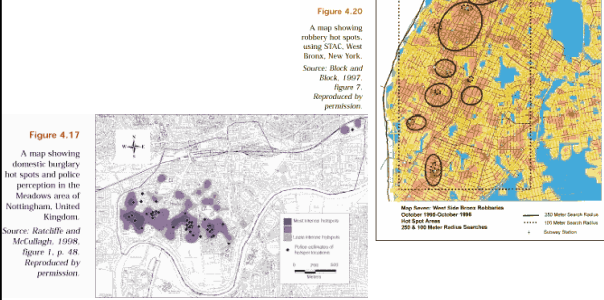 Figure 4.20
A map showing
robbery hot spots,
using STAC, West
Bronx, New York.
Source: Block and
Block, 1997,
figure 7.
Reproduced by
permission.
Map Seven: West Side Bronx Robberies
October 1995-October 1996
Hot Spot Areas
250 & 100 Meter Radius Searches
250 Meter Search Radius
100 Meter Search Radius
Subway Station
Figure 4.17
A map showing
domestic burglary
hot spots and police
perception in the
Meadows area of
Nottingham, United
Kingdom.
Source: Ratcliffe and
McCullagh, 1998,
figure 1, p. 48.
Reproduced by
permission.
N
W E
S
Most intense hotspots
Least intense hotspots
Police estimates of
hotspot locations
Meters